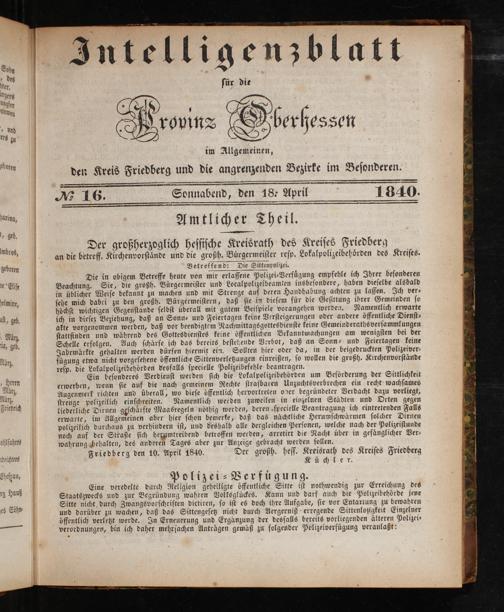 Intelligenzblatt
für die
Provinz Oberhessen
im Allgemeinen,
den Kreis Friedberg und die angrenzenden Bezirke im Besonderen.
№ 16. Sonnabend, den 18. April 1840.
Amtlicher Theil.
Der großherzoglich hessische Kreisrath des Kreises Friedberg
an die betreff. Kirchenvorstände und die großh. Bürgermeister resp. Lokalpolizeibehörden des Kreises.
Betreffend: Die Sittenpolizei.
Die in obigem Betreffe heute von mir erlassene Polizei-Verfügung empfehle ich Ihrer besonderen
Beachtung. Sie, die großh. Bürgermeister und Localpolizeibeamten insbesondere, haben dieselbe alsbald
in üblicher Weise bekannt zu machen und mit Strenge auf deren Handhabung achten zu lassen. Ich ver-
sehe mich dabei zu den großh. Bürgermeistern, daß sie in diesem für die Gesittung ihrer Gemeinden so
höchst wichtigen Gegenstande selbst überall mit gutem Beispiele vorangehen werden. Namentlich erwarte
ich in dieser Beziehung, daß an Sonn- und Feiertagen keine Versteigerungen oder andere öffentliche Dienst-
akte vorgenommen werden, daß vor beendigtem Nachmittagsgottesdienste keine Gemeinderathsversammlungen
stattfinden und während des Gottesdienstes keine öffentlichen Bekanntmachungen am wenigsten bei der
Schelle erfolgen. Auch schärfe ich das bereits bestehende Verbot, daß an Sonn- und Feiertagen keine
Jahrmärkte gehalten werden dürfen hiermit ein. Sollten hier oder da, in der beigedruckten Polizeiver-
fügung etwa nicht vorgesehene öffentliche Sittenverletzungen einreißen, so wollen die großh. Kirchenvorstände
resp. die Lokalpolizeibehörden deßfalls specielle Polizeibefehle beantragen.
Ein besonderes Verdienst werden sich die Lokalpolizeibehörden um Beförderung der Sittlichkeit
erwerben, wenn sie auf die nach gemeinem Rechte strafbaren Unzuchtsverbrechen ein recht wachsames
Augenmerk richten und überall, wo diese öffentlich hervortreten oder begründeter Verdacht dazu vorliegt,
strenge polizeilich einschreiten. Namentlich werden zuweilen in einzelnen Städten und Orten gegen
liederliche Dirnen geschärfte Maaßregeln nöthig werden, deren specielle Beantragung ich eintretenden Falls
erwarte, im Allgemeinen aber hier schon bemerke, daß das nächtliche Herumschwärmen solcher Dirnen
polizeilich durchaus zu verhindern ist, und deßhalb alle dergleichen Personen, welche nach der Polizeistunde
noch auf der Straße sich herumtreibend betroffen werden, arretirt die Nacht über in gefänglicher Ver-
wahrung gehalten, des anderen Tages aber zur Anzeige gebracht werden sollen.
Friedberg den 10. April 1840. Der großh. hess. Kreisrath des Kreises Friedberg
Küchler.
Polizei-Verfügung.
Eine veredelte durch Religion geheiligte öffentliche Sitte ist nothwendig zur Erreichung des
Staatszwecks und zur Begründung wahren Volksglückes. Kann und darf auch die Polizeibehörde jene
Sitte nicht durch Zwangsvorschriften dictiren, so ist es doch ihre Aufgabe, sie vor Entartung zu bewahren
und darüber zu wachen, daß das Sittengesetz nicht durch Aergerniß erregende Sittenlosigkeit Einzelner
öffentlich verletzt werde. In Erneuerung und Ergänzung der desfalls bereits vorliegenden älteren Polizei-
verordnungen, bin ich daher mehrfachen Anträgen gemäß zu folgender Polizeiverfügung veranlaßt: